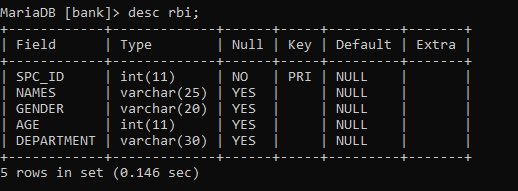 MariaDB [bank]> desc rbi;
+------------+-------------+------+-----+---------+-------+
| Field      | Type        | Null | Key | Default | Extra |
+------------+-------------+------+-----+---------+-------+
| SPC_ID     | int(11)     | NO   | PRI | NULL    |       |
| NAMES      | varchar(25) | YES  |     | NULL    |       |
| GENDER     | varchar(20) | YES  |     | NULL    |       |
| AGE        | int(11)     | YES  |     | NULL    |       |
| DEPARTMENT | varchar(30) | YES  |     | NULL    |       |
+------------+-------------+------+-----+---------+-------+
5 rows in set (0.146 sec)